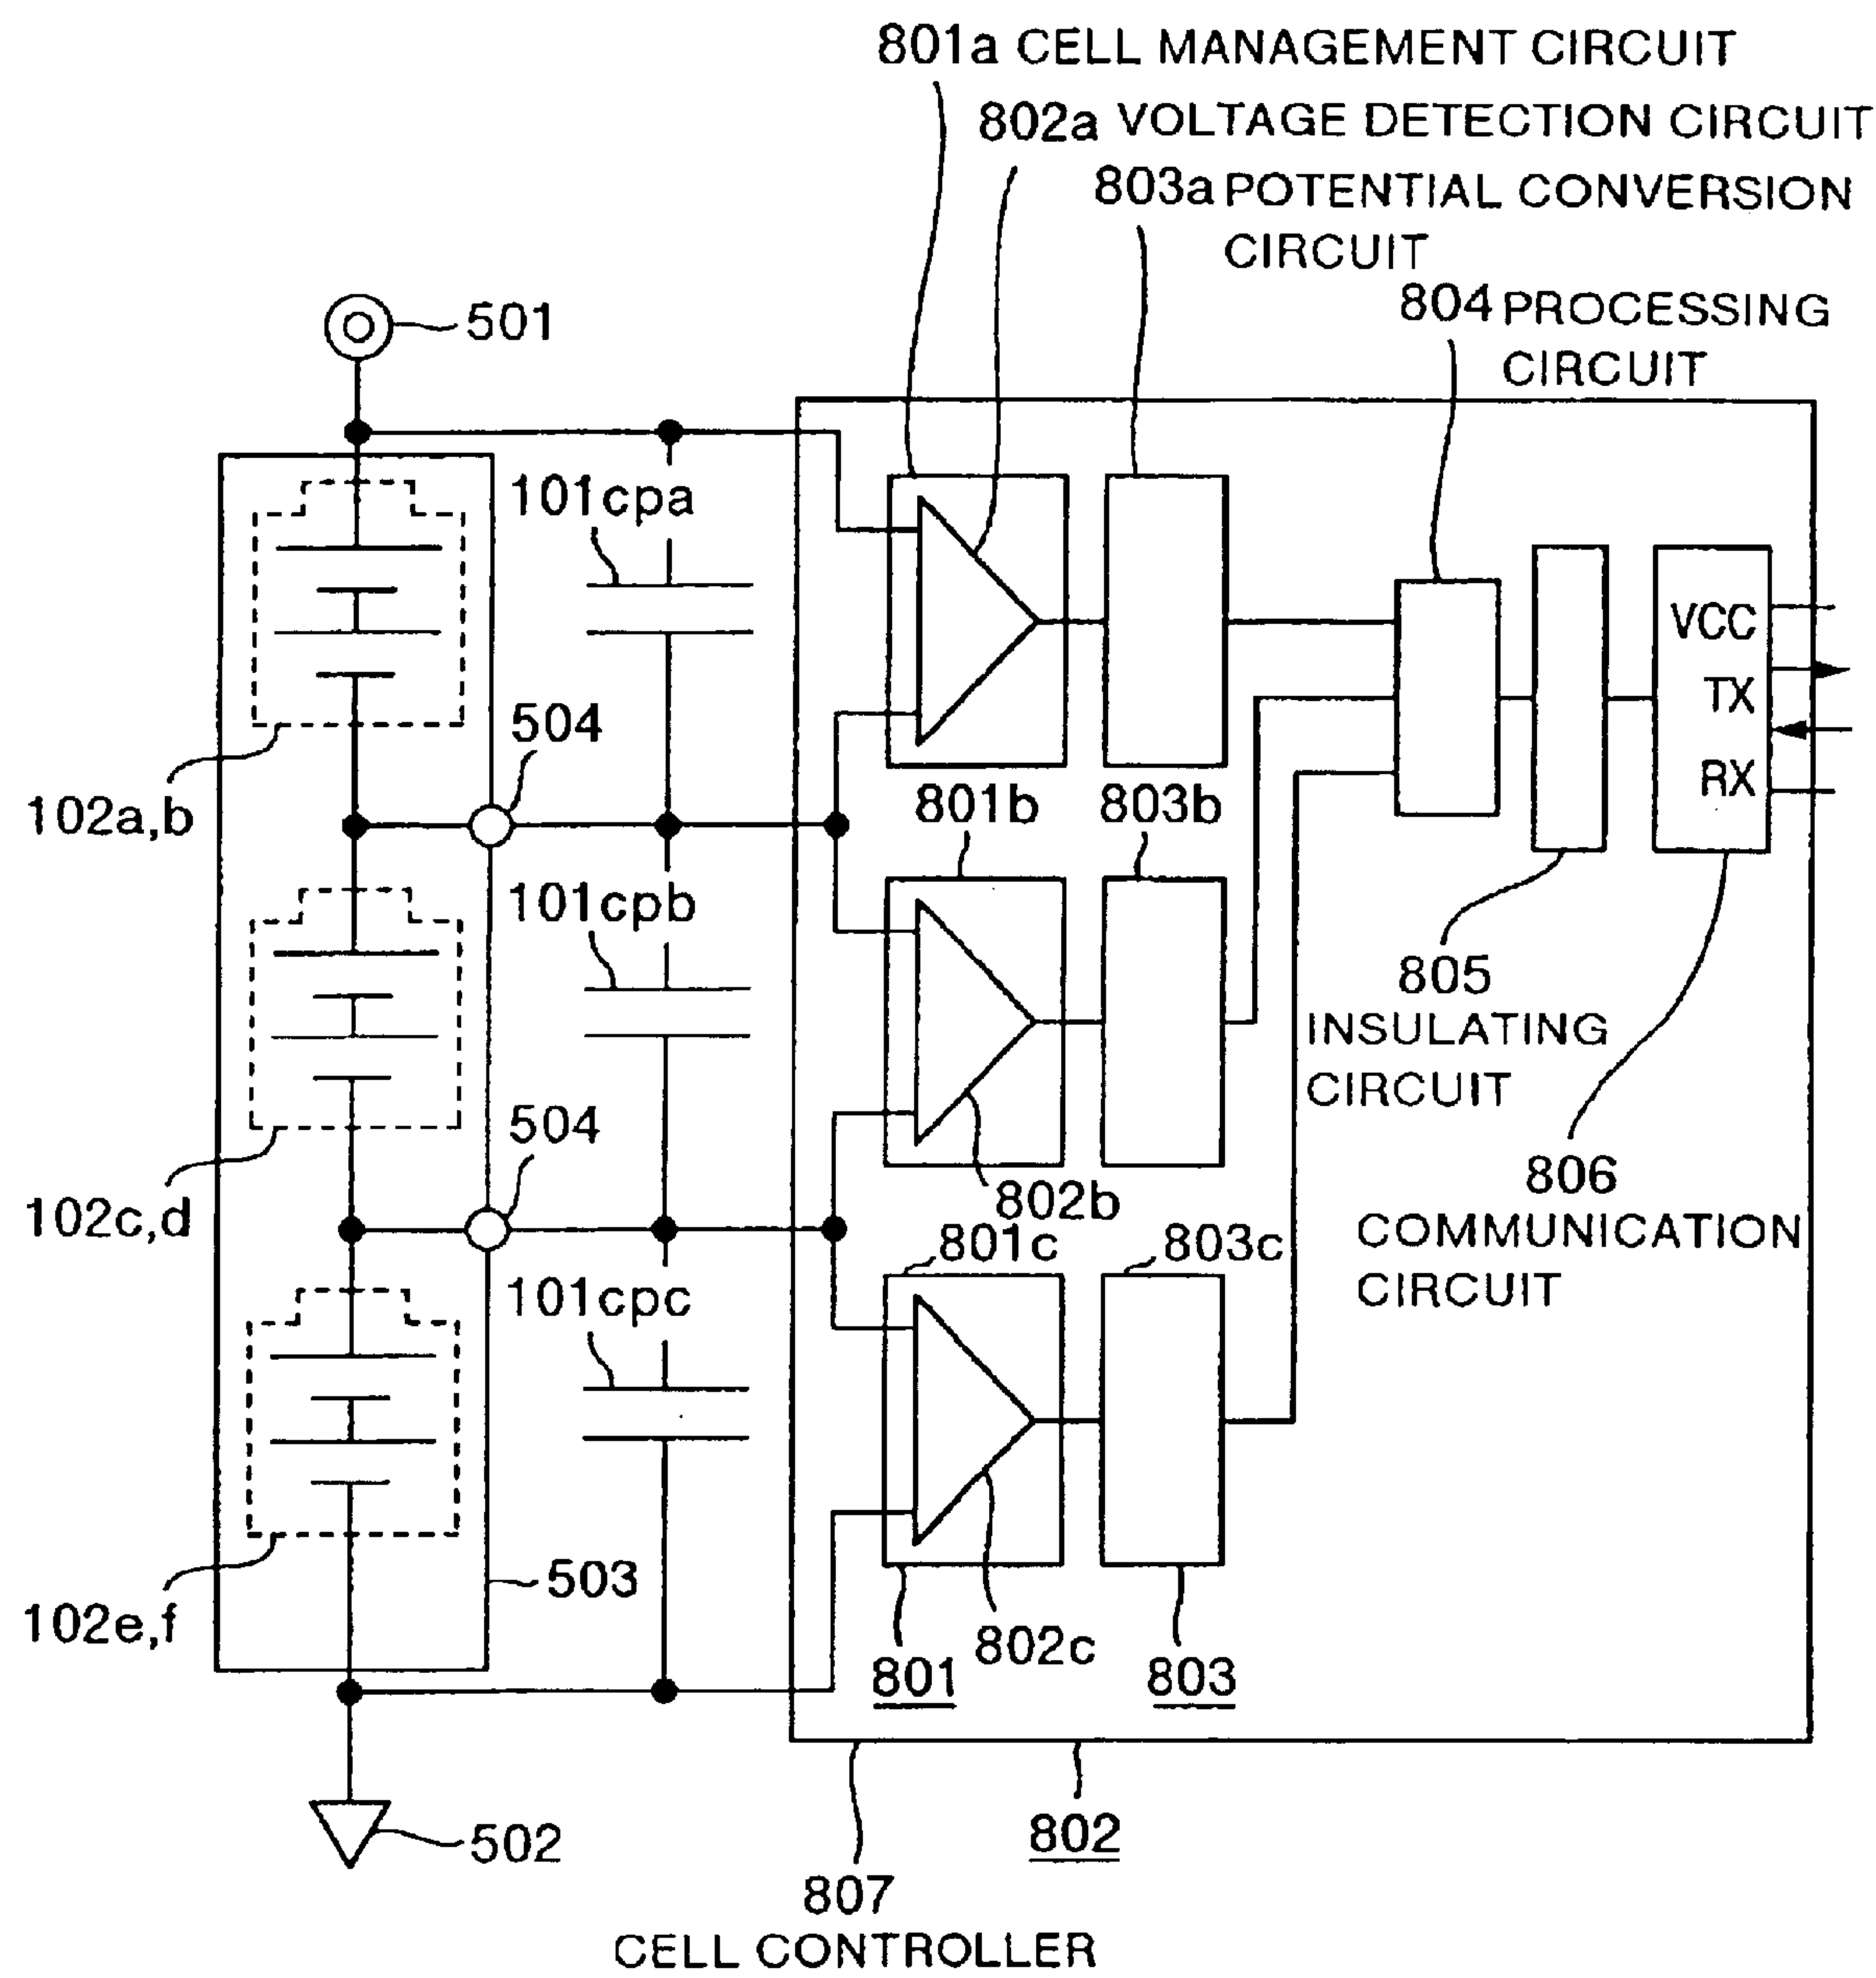 801a CELL MANAGEMENT CIRCUIT
802a VOLTAGE DETECTION CIRCUIT
803a POTENTIAL CONVERSION
CIRCUIT
804 PROCESSING
CIRCUIT
501
101cpa
VCC
TX
RX
504
102a,b
801b
803b
101cpb
805
INSULATING
CIRCUIT
504
806
COMMUNICATION
CIRCUIT
802b
102c,d
801c
803c
101cpc
503
102e,f
802c
801
803
502
802
807
CELL CONTROLLER